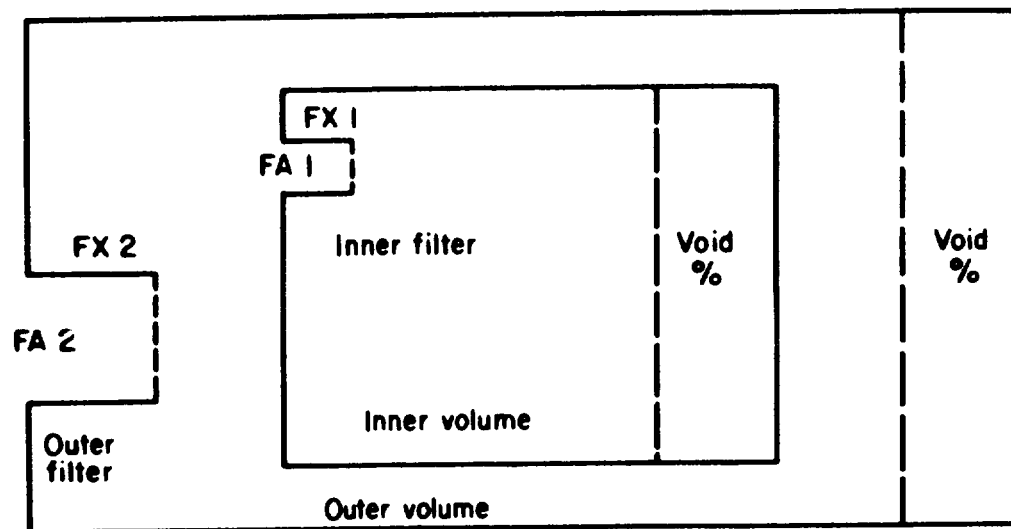 FX 1
FA 1
FX 2
Inner filter
Void
%
Void
%
FA 2
Inner volume
Outer
filter
Outer volume